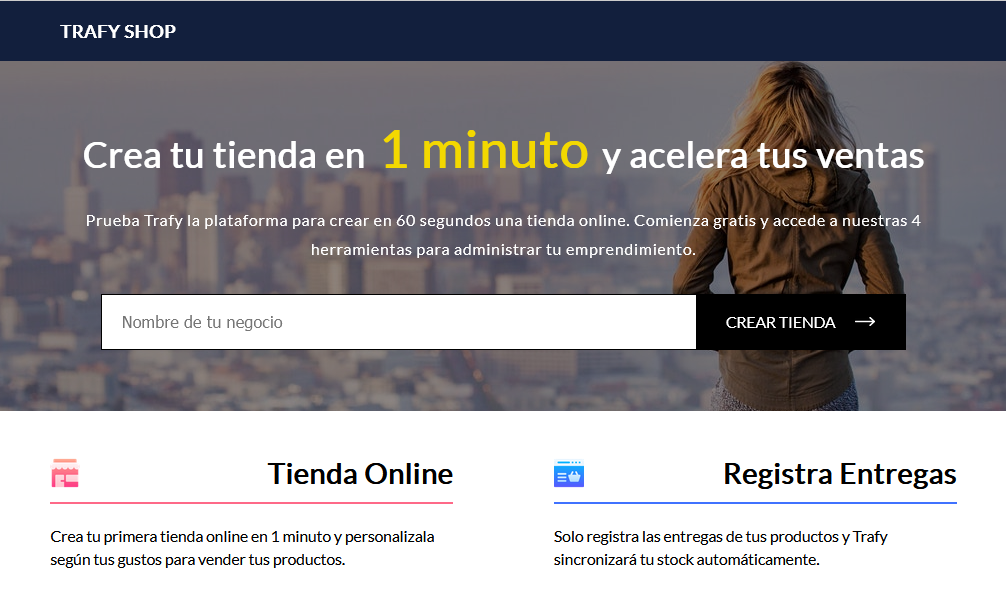 TRAFY SHOP
Crea tu tienda en 1 minuto y acelera tus ventas
Prueba Trafy la plataforma para crear en 60 segundos una tienda online. Comienza gratis y accede a nuestras 4
herramientas para administrar tu emprendimiento.
Nombre de tu negocio
CREAR TIENDA
Tienda Online
Crea tu primera tienda online en 1 minuto y personalizala
según tus gustos para vender tus productos.
Registra Entregas
Solo registra las entregas de tus productos y Trafy
sincronizará tu stock automáticamente.